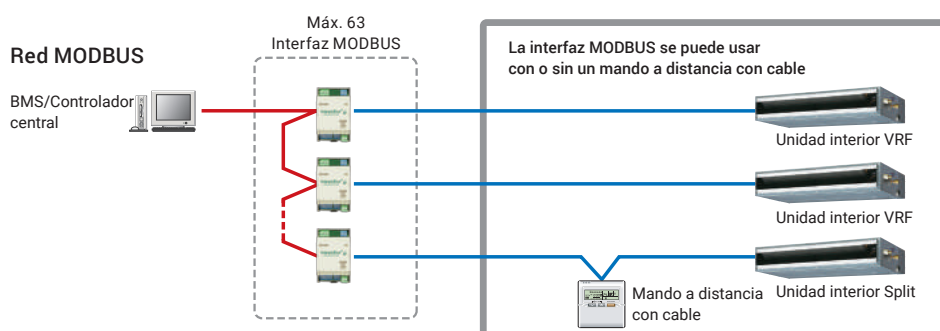 Red MODBUS
BMS/Controlador
central
Máx. 63
Interfaz MODBUS
La interfaz MODBUS se puede usar
con o sin un mando a distancia con cable
Unidad interior VRF
Unidad interior VRF
Unidad interior Split
Mando a distancia
con cable